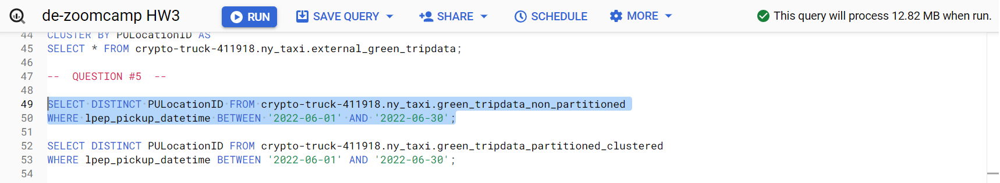 de-zoomcamp HW3 RUN SAVE QUERY SHARE SCHEDULE MORE This query will process 12.82 MB when run.
44 CLUSTER BY PULocationID AS
45 SELECT * FROM crypto-truck-411918.ny_taxi.external_green_tripdata;
46
47 -- QUESTION #5 --
48
49 SELECT DISTINCT PULocationID FROM crypto-truck-411918.ny_taxi.green_tripdata_non_partitioned
50 WHERE lpep_pickup_datetime BETWEEN '2022-06-01' AND '2022-06-30';
51
52 SELECT DISTINCT PULocationID FROM crypto-truck-411918.ny_taxi.green_tripdata_partitioned_clustered
53 WHERE lpep_pickup_datetime BETWEEN '2022-06-01' AND '2022-06-30';
54